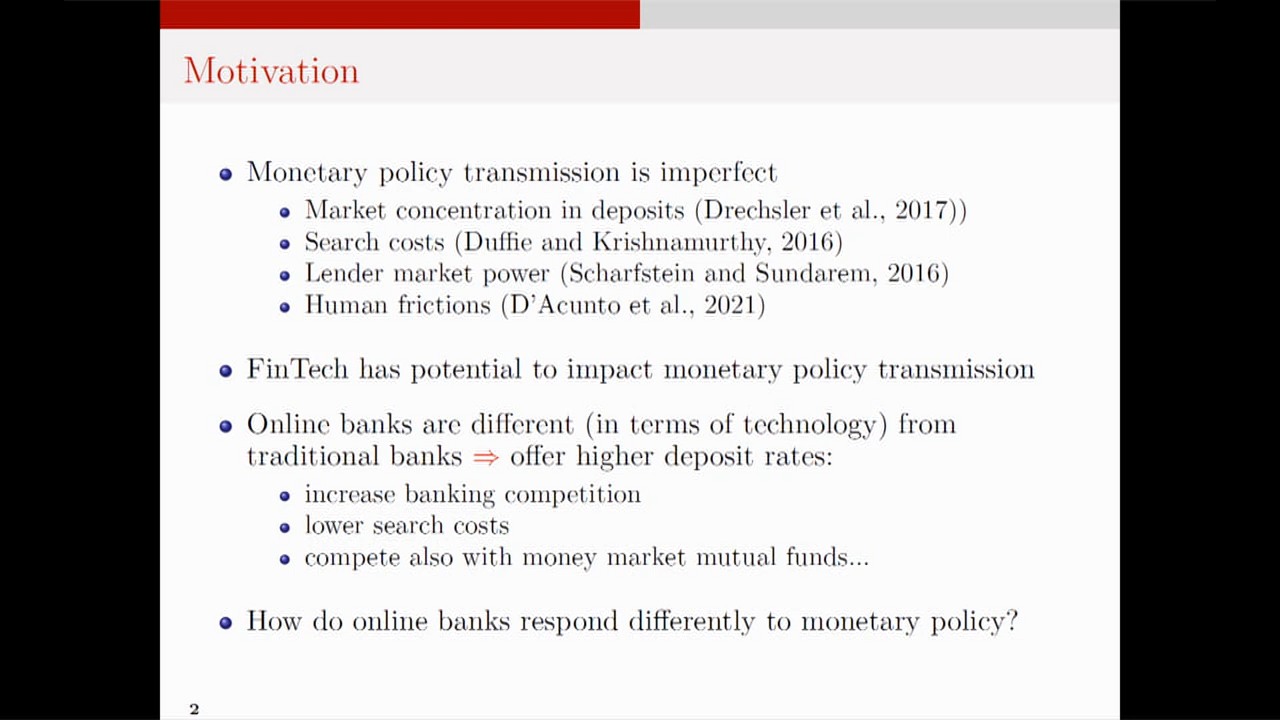 Motivation
Monetary policy transmission is imperfect
Market concentration in deposits (Drechsler et al., 2017))
Search costs (Duffie and Krishnamurthy, 2016)
Lender market power (Scharfstein and Sundarem, 2016)
Human frictions (D'Acunto et al., 2021)
FinTech has potential to impact monetary policy transmission
Online banks are different (in terms of technology) from
traditional banks ⇒ offer higher deposit rates:
increase banking competition
lower search costs
compete also with money market mutual funds...
How do online banks respond differently to monetary policy?
2